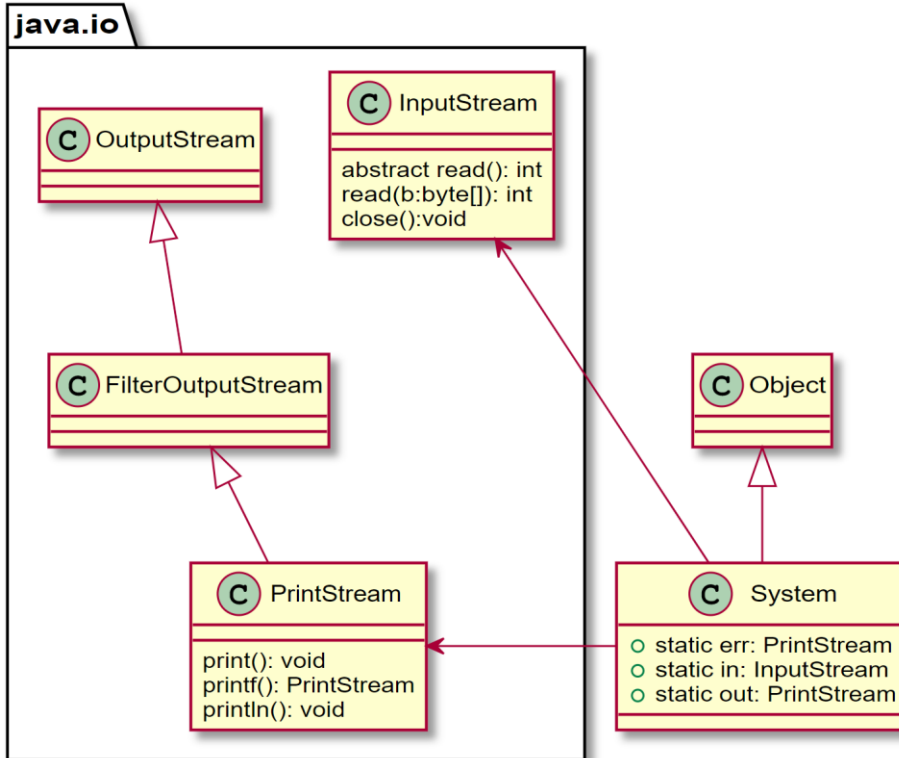 java.io
C OutputStream
C InputStream
abstract read(): int
read(b:byte[]): int
close():void
C FilterOutputStream
C Object
C PrintStream
print(): void
printf(): PrintStream
println(): void
C System
static err: PrintStream
static in: InputStream
static out: PrintStream